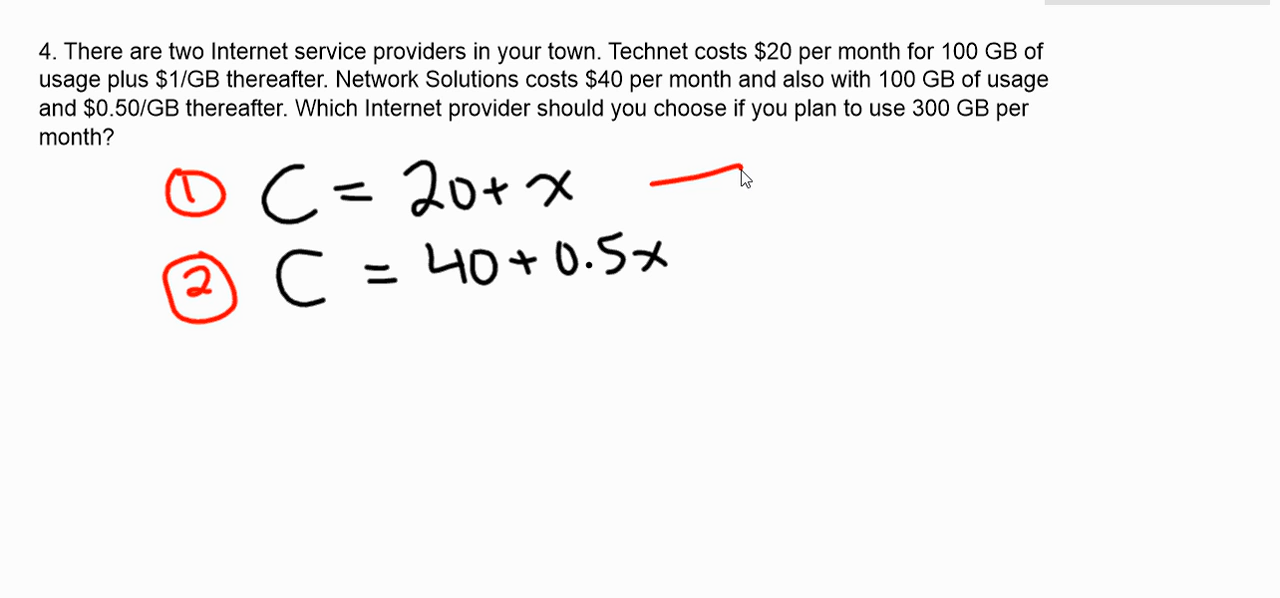 4. There are two Internet service providers in your town. Technet costs $20 per month for 100 GB of
usage plus $1/GB thereafter. Network Solutions costs $40 per month and also with 100 GB of usage
and $0.50/GB thereafter. Which Internet provider should you choose if you plan to use 300 GB per
month?
① C = 20 + x
② C = 40 + 0.5x